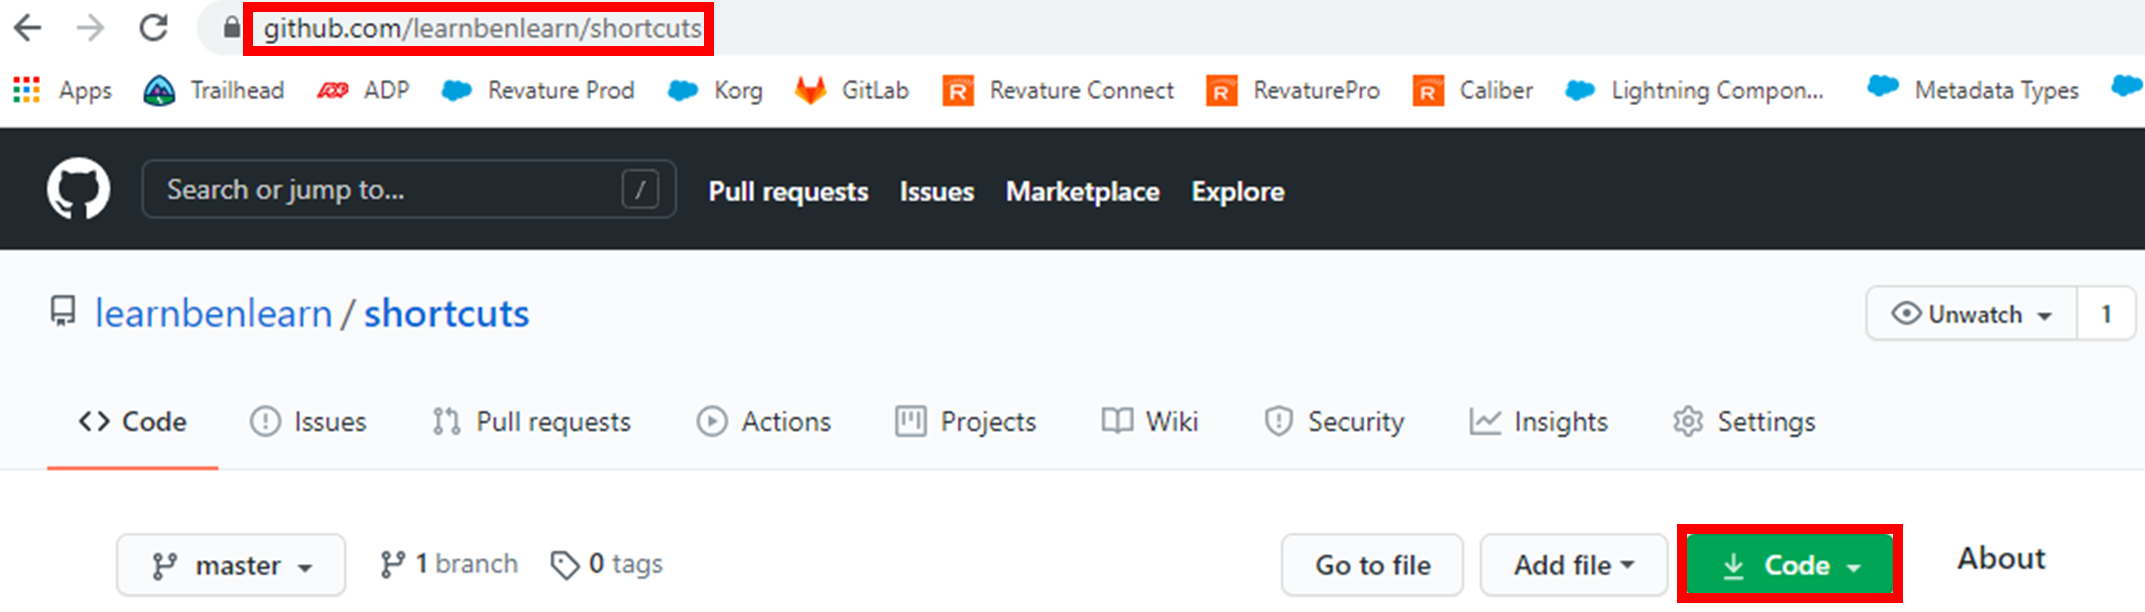 github.com/learnbenlearn/shortcuts
Apps Trailhead ADP Revature Prod Korg GitLab R Revature Connect R RevaturePro R Caliber Lightning Compon... Metadata Types
Search or jump to... / Pull requests Issues Marketplace Explore
learnbenlearn / shortcuts Unwatch 1
Code Issues Pull requests Actions Projects Wiki Security Insights Settings
master 1 branch 0 tags Go to file Add file Code About